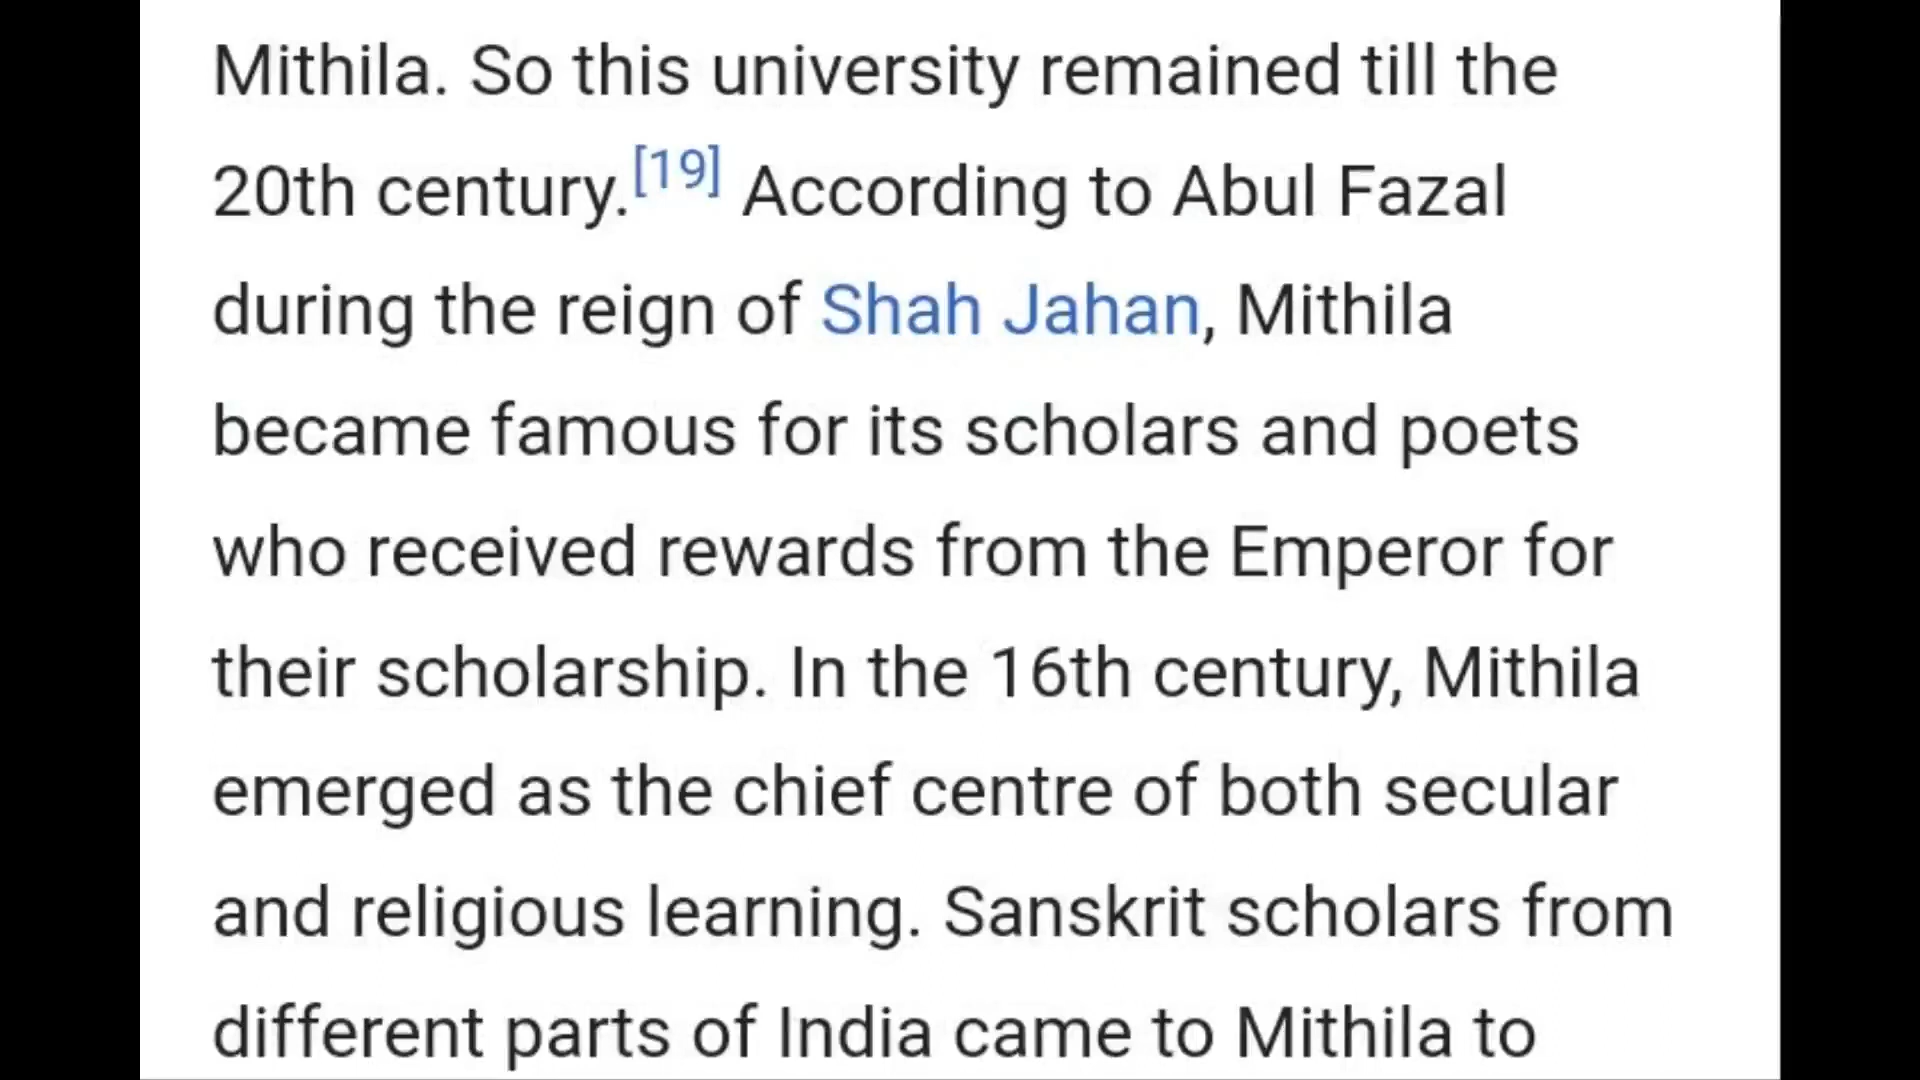 Mithila. So this university remained till the
20th century.[19] According to Abul Fazal
during the reign of Shah Jahan, Mithila
became famous for its scholars and poets
who received rewards from the Emperor for
their scholarship. In the 16th century, Mithila
emerged as the chief centre of both secular
and religious learning. Sanskrit scholars from
different parts of India came to Mithila to